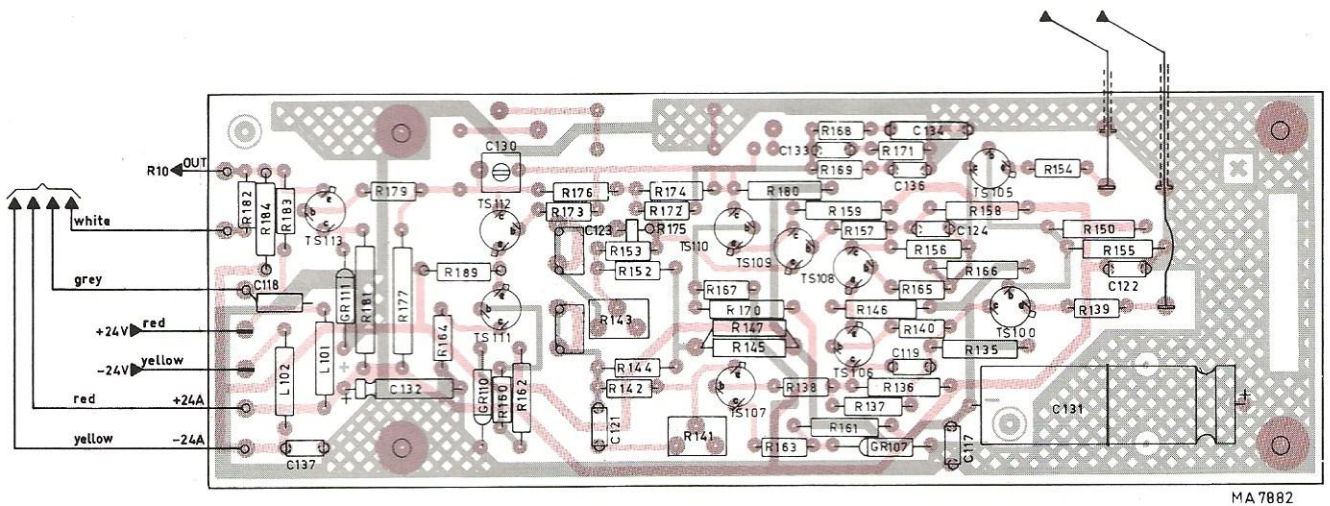 R168
C134
C130
C133
R171
OUT
R10
R169
C136
TS105
R154
R182
R184
R183
R179
R176
R174
R180
white
TS112
R173
R172
R159
R158
TS113
C123
R175
TS110
R157
C124
R150
R153
TS109
R156
R155
grey
R189
R152
TS108
R166
C122
C118
GR111
R181
R177
R167
R165
+24V
red
TS111
R143
R170
R146
R139
R164
R147
R140
TS100
-24V
yellow
L102
L101
R145
TS106
R135
R144
C119
red
+24A
+
C132
GR110
R160
R162
R142
TS107
R138
R136
-
C131
+
R137
yellow
-24A
C121
R141
R161
C137
R163
GR107
C117
MA7882